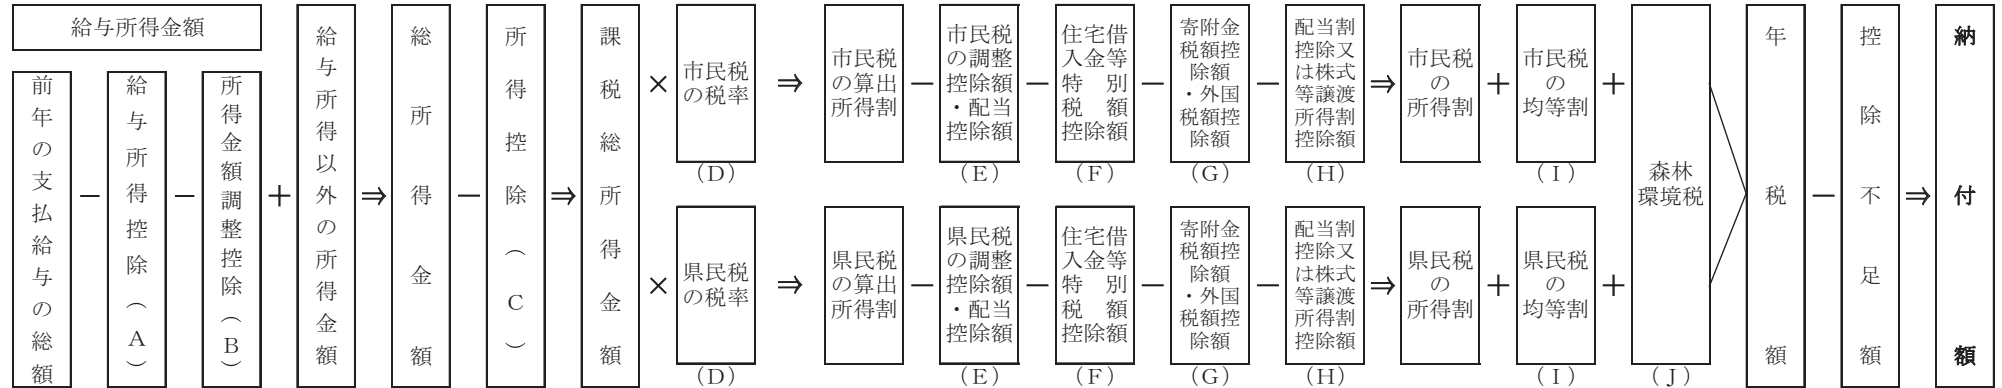 給与所得金額
前年の支払給与の総額
−
給与所得控除（A）
−
所得金額調整控除（B）
+
給与所得以外の所得金額
⇒
総所得金額
−
所得控除（C）
⇒
課税総所得金額
×
市民税
の税率
（D）
⇒
市民税
の算出
所得割
−
市民税
の調整
控除額
・配当
控除額
（E）
−
住宅借
入金等
特別
税額
控除額
（F）
−
寄附金
税額控
除額
・外国
税額控
除額
（G）
−
配当割
控除又
は株式
等譲渡
所得割
控除額
（H）
⇒
市民税
の
所得割
+
市民税
の
均等割
（I）
+
×
県民税
の税率
（D）
⇒
県民税
の算出
所得割
−
県民税
の調整
控除額
・配当
控除額
（E）
−
住宅借
入金等
特別
税額
控除額
（F）
−
寄附金
税額控
除額
・外国
税額控
除額
（G）
−
配当割
控除又
は株式
等譲渡
所得割
控除額
（H）
⇒
県民税
の
所得割
+
県民税
の
均等割
（I）
+
森林
環境税
（J）
年税額
−
控除不足額
⇒
納付額